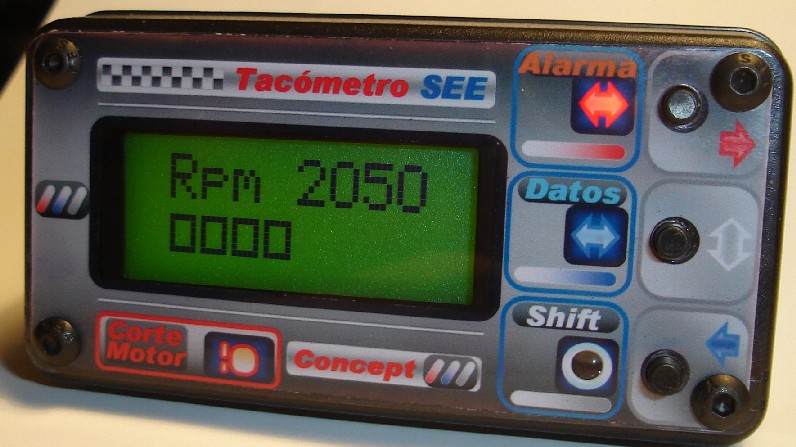 Tacómetro SEE
Alarma
Rpm 2050
Datos
Shift
Corte
Motor
Concept